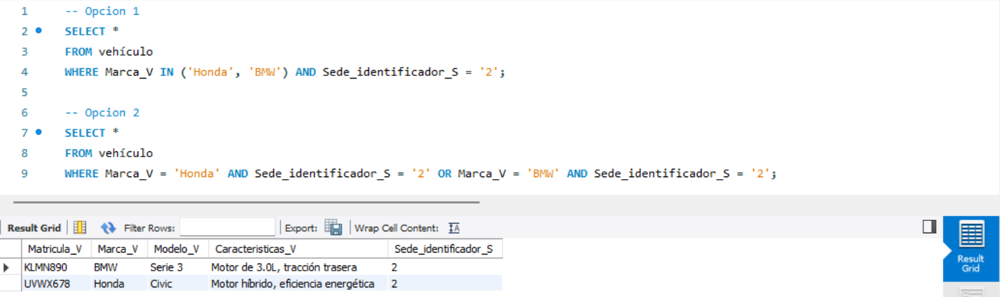 1 -- Opcion 1
2 SELECT *
3 FROM vehículo
4 WHERE Marca_V IN ('Honda', 'BMW') AND Sede_identificador_S = '2';
5
6 -- Opcion 2
7 SELECT *
8 FROM vehículo
9 WHERE Marca_V = 'Honda' AND Sede_identificador_S = '2' OR Marca_V = 'BMW' AND Sede_identificador_S = '2';
Result Grid Filter Rows: Export: Wrap Cell Content: IA
Matricula_V Marca_V Modelo_V Caracteristicas_V Sede_identificador_S
KLMN890 BMW Serie 3 Motor de 3.0L, tracción trasera 2
UVWX678 Honda Civic Motor híbrido, eficiencia energética 2
Result
Grid